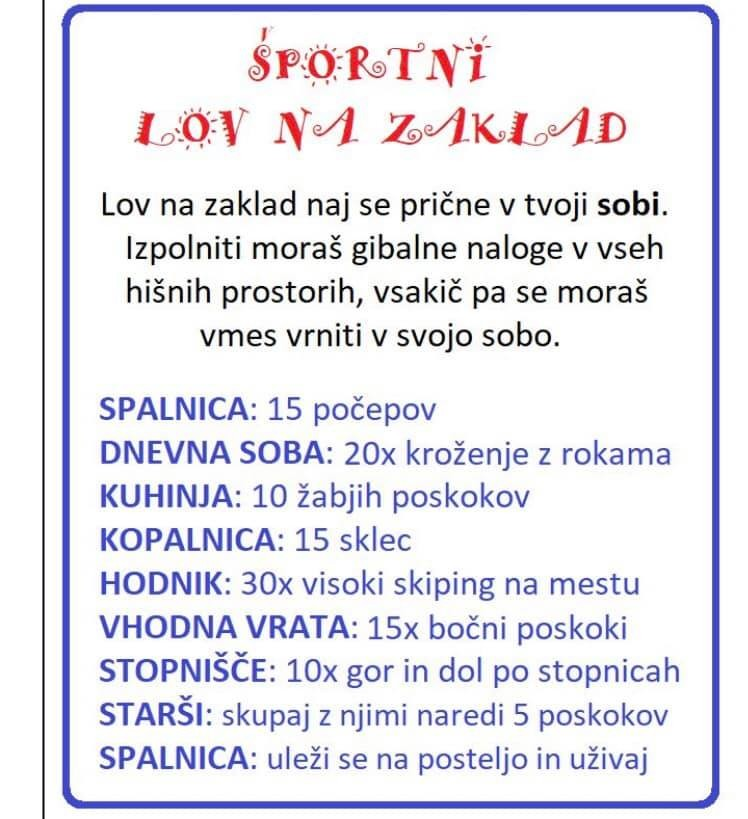 ŠPORTNI
LOV NA ZAKLAD
Lov na zaklad naj se prične v tvoji sobi.
Izpolniti moraš gibalne naloge v vseh
hišnih prostorih, vsakič pa se moraš
vmes vrniti v svojo sobo.
SPALNICA: 15 počepov
DNEVNA SOBA: 20x kroženje z rokama
KUHINJA: 10 žabjih poskokov
KOPALNICA: 15 sklec
HODNIK: 30x visoki skiping na mestu
VHODNA VRATA: 15x bočni poskoki
STOPNIŠČE: 10x gor in dol po stopnicah
STARŠI: skupaj z njimi naredi 5 poskokov
SPALNICA: uleži se na posteljo in uživaj